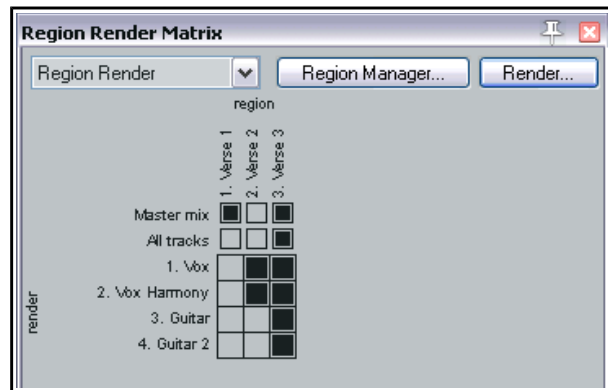 Region Render Matrix
Region Render
Region Manager...
Render...
region
1. Verse 1
2. Verse 2
3. Verse 3
Master mix
All tracks
1. Vox
2. Vox Harmony
3. Guitar
4. Guitar 2
render